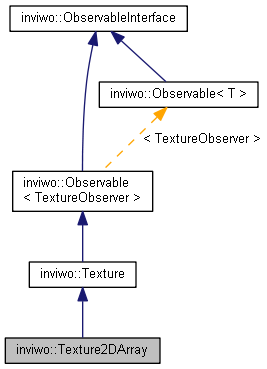 inviwo::ObservableInterface
inviwo::Observable< T >
< TextureObserver >
inviwo::Observable
< TextureObserver >
inviwo::Texture
inviwo::Texture2DArray